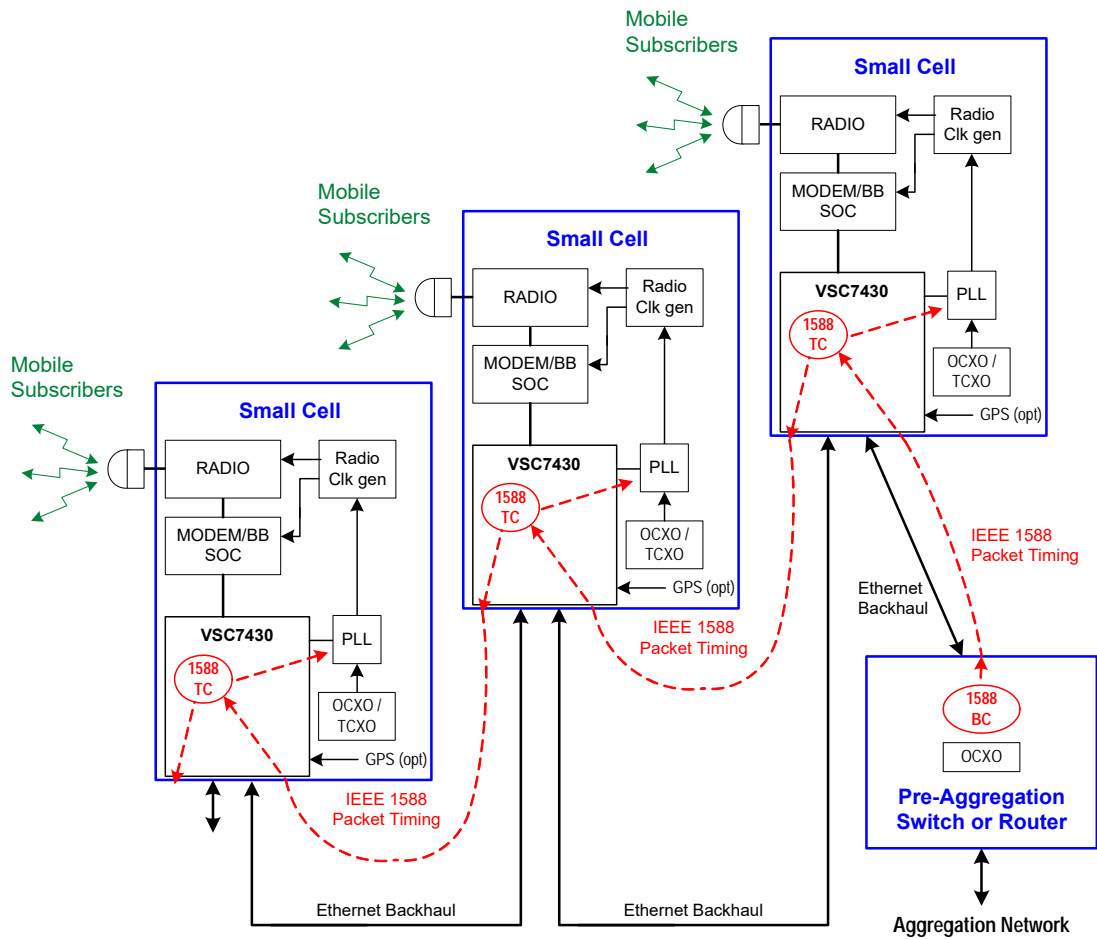 Mobile
Subscribers
Small Cell
RADIO
Radio
Clk gen
MODEM/BB
SOC
VSC7430
1588
TC
PLL
OCXO /
TCXO
GPS (opt)
Mobile
Subscribers
Small Cell
RADIO
Radio
Clk gen
MODEM/BB
SOC
VSC7430
1588
TC
PLL
OCXO /
TCXO
GPS (opt)
Mobile
Subscribers
Small Cell
RADIO
Radio
Clk gen
MODEM/BB
SOC
VSC7430
1588
TC
PLL
OCXO /
TCXO
GPS (opt)
IEEE 1588
Packet Timing
IEEE 1588
Packet Timing
IEEE 1588
Packet Timing
Ethernet
Backhaul
1588
BC
OCXO
Pre-Aggregation
Switch or Router
Ethernet Backhaul
Ethernet Backhaul
Aggregation Network